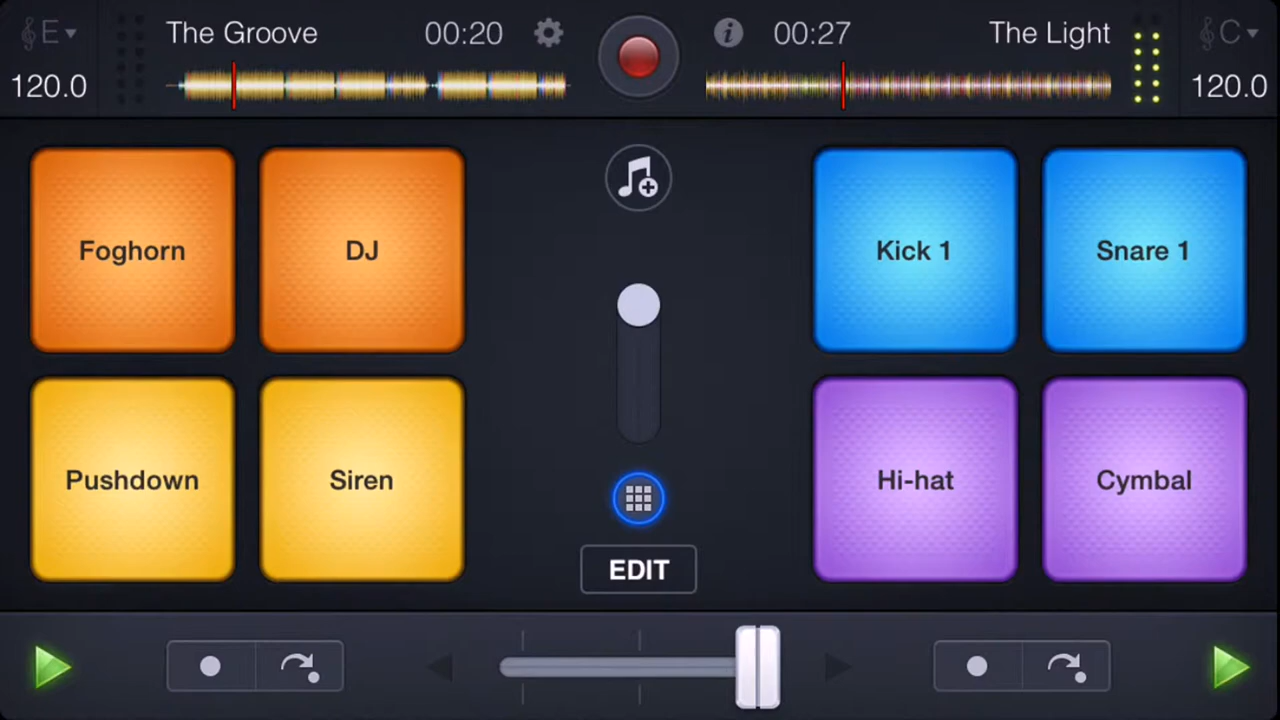 E The Groove 00:20 00:27 The Light C
120.0 120.0
Foghorn DJ Kick 1 Snare 1
Pushdown Siren Hi-hat Cymbal
EDIT